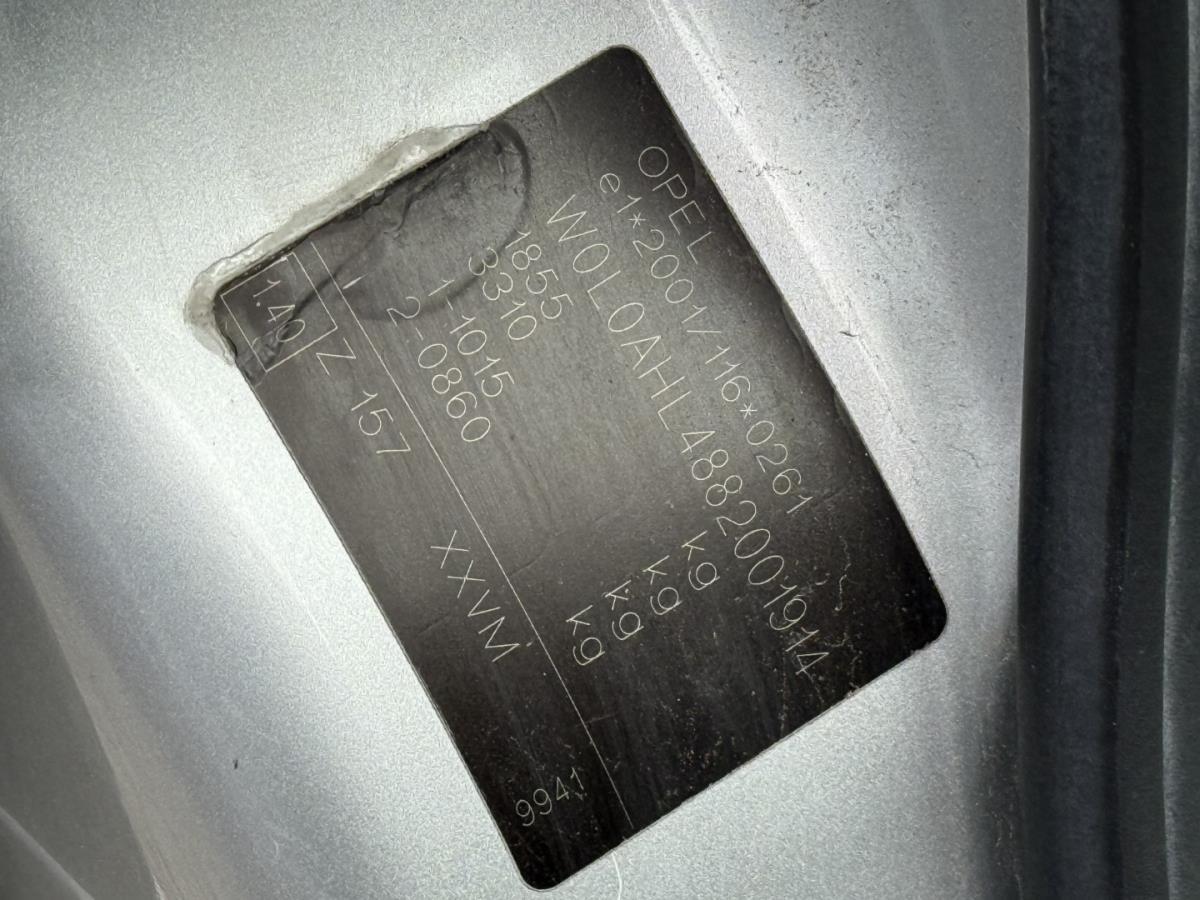 OPEL
e1*2001/116*0261
W0L0AHL4882001914
1855 kg
3310 kg
1-1015 kg
2-0860 kg
1.40 Z 157 XXVM
9941